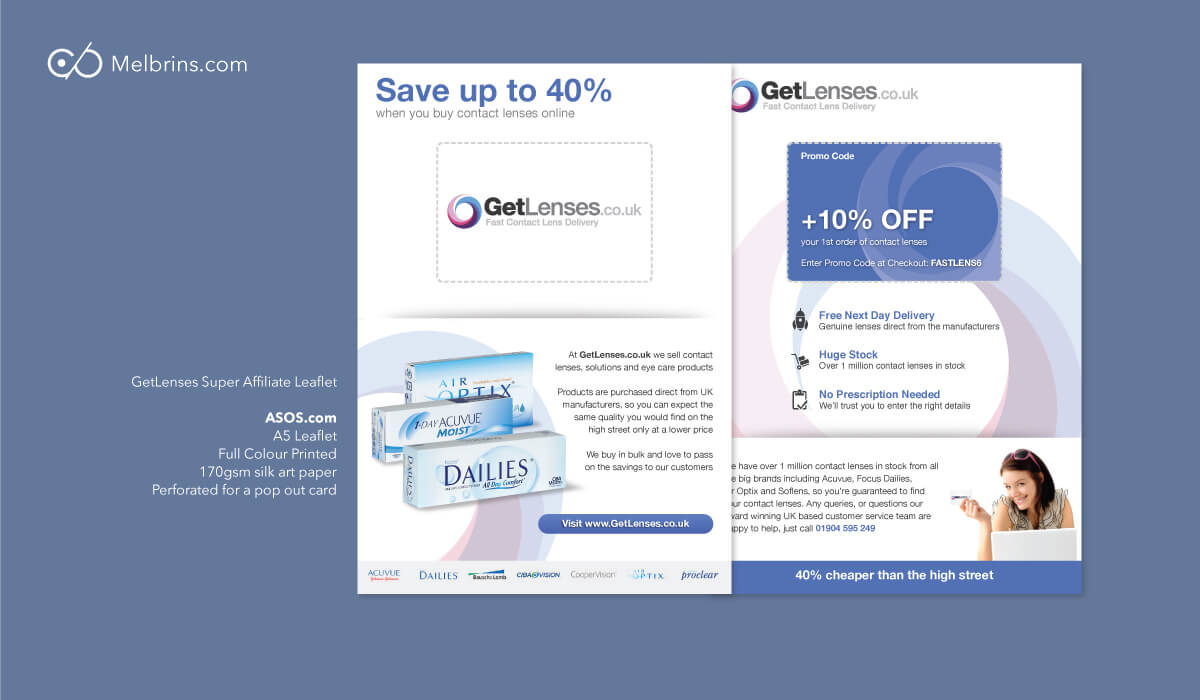 Melbrins.com
GetLenses Super Affiliate Leaflet
ASOS.com
A5 Leaflet
Full Colour Printed
170gsm silk art paper
Perforated for a pop out card
Save up to 40%
when you buy contact lenses online
GetLenses.co.uk
Fast Contact Lens Delivery
AIR
OPTIX
1-DAY ACUVUE
MOIST
DAILIES
All Day Comfort
At GetLenses.co.uk we sell contact
lenses, solutions and eye care products
Products are purchased direct from UK
manufacturers, so you can expect the
same quality you would find on the
high street only at a lower price
We buy in bulk and love to pass
on the savings to our customers
Visit www.GetLenses.co.uk
ACUVUE DAILIES Bausch & Lomb CIBA VISION CooperVision AIR OPTIX proclear
Johnson & Johnson
GetLenses.co.uk
Fast Contact Lens Delivery
Promo Code
+10% OFF
your 1st order of contact lenses
Enter Promo Code at Checkout: FASTLENS6
Free Next Day Delivery
Genuine lenses direct from the manufacturers
Huge Stock
Over 1 million contact lenses in stock
No Prescription Needed
We'll trust you to enter the right details
e have over 1 million contact lenses in stock from all
e big brands including Acuvue, Focus Dailies,
r Optix and Soflens, so you're guaranteed to find
ur contact lenses. Any queries, or questions our
ward winning UK based customer service team are
appy to help, just call 01904 595 249
40% cheaper than the high street